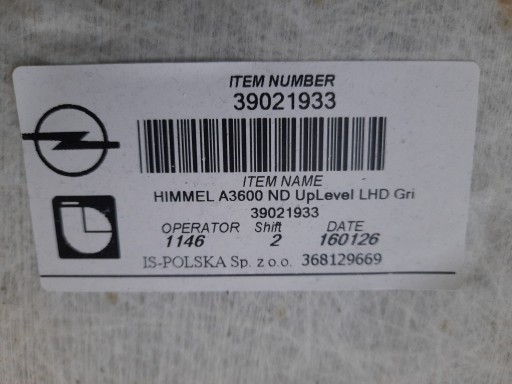 ITEM NUMBER
39021933
ITEM NAME
HIMMEL A3600 ND UpLevel LHD Gri
39021933
OPERATOR Shift DATE
1146 2 160126
IS-POLSKA Sp. z o.o. 368129669